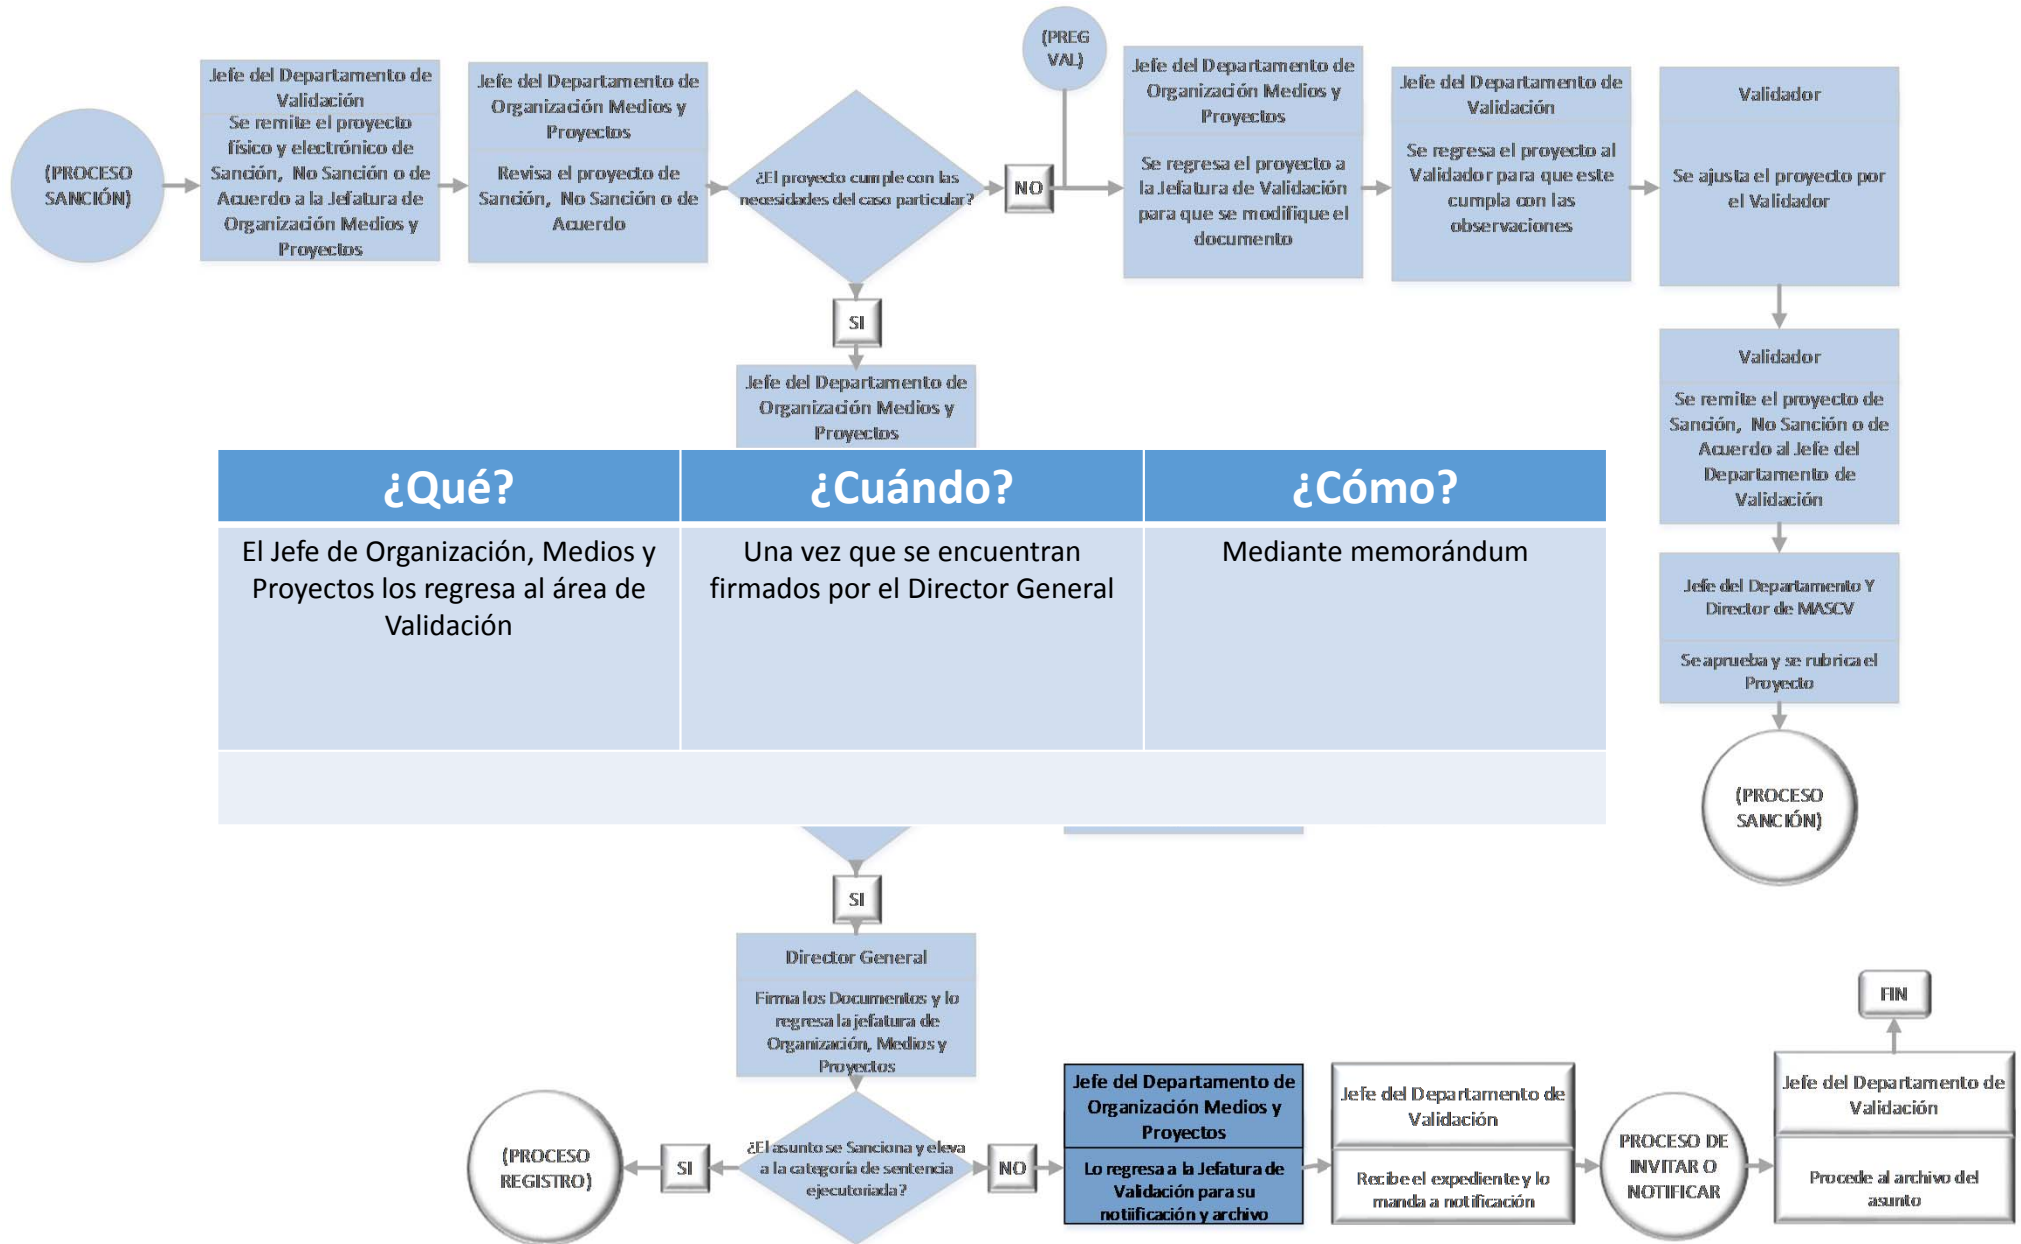 (PROCESO
SANCIÓN)
Jefe del Departamento de
Validación
Se remite el proyecto
físico y electrónico de
Sanción, No Sanción o de
Acuerdo a la Jefatura de
Organización Medios y
Proyectos
Jefe del Departamento de
Organización Medios y
Proyectos
Revisa el proyecto de
Sanción, No Sanción o de
Acuerdo
¿El proyecto cumple con las
necesidades del caso particular?
NO
(PREG
VAL)
Jefe del Departamento de
Organización Medios y
Proyectos
Se regresa el proyecto a
la Jefatura de Validación
para que se modifique el
documento
Jefe del Departamento de
Validación
Se regresa el proyecto al
Validador para que este
cumpla con las
observaciones
Validador
Se ajusta el proyecto por
el Validador
SI
Jefe del Departamento de
Organización Medios y
Proyectos
Validador
Se remite el proyecto de
Sanción, No Sanción o de
Acuerdo al Jefe del
Departamento de
Validación
Jefe del Departamento Y
Director de MASCV
Se aprueba y se rubrica el
Proyecto
(PROCESO
SANCIÓN)
¿Qué?
¿Cuándo?
¿Cómo?
El Jefe de Organización, Medios y
Proyectos los regresa al área de
Validación
Una vez que se encuentran
firmados por el Director General
Mediante memorándum
SI
Director General
Firma los Documentos y lo
regresa la jefatura de
Organización, Medios y
Proyectos
¿El asunto se Sanciona y eleva
a la categoría de sentencia
ejecutoriada?
SI
(PROCESO
REGISTRO)
NO
Jefe del Departamento de
Organización Medios y
Proyectos
Lo regresa a la Jefatura de
Validación para su
notiificación y archivo
Jefe del Departamento de
Validación
Recibe el expediente y lo
manda a notificación
PROCESO DE
INVITAR O
NOTIFICAR
Jefe del Departamento de
Validación
Procede al archivo del
asunto
FIN